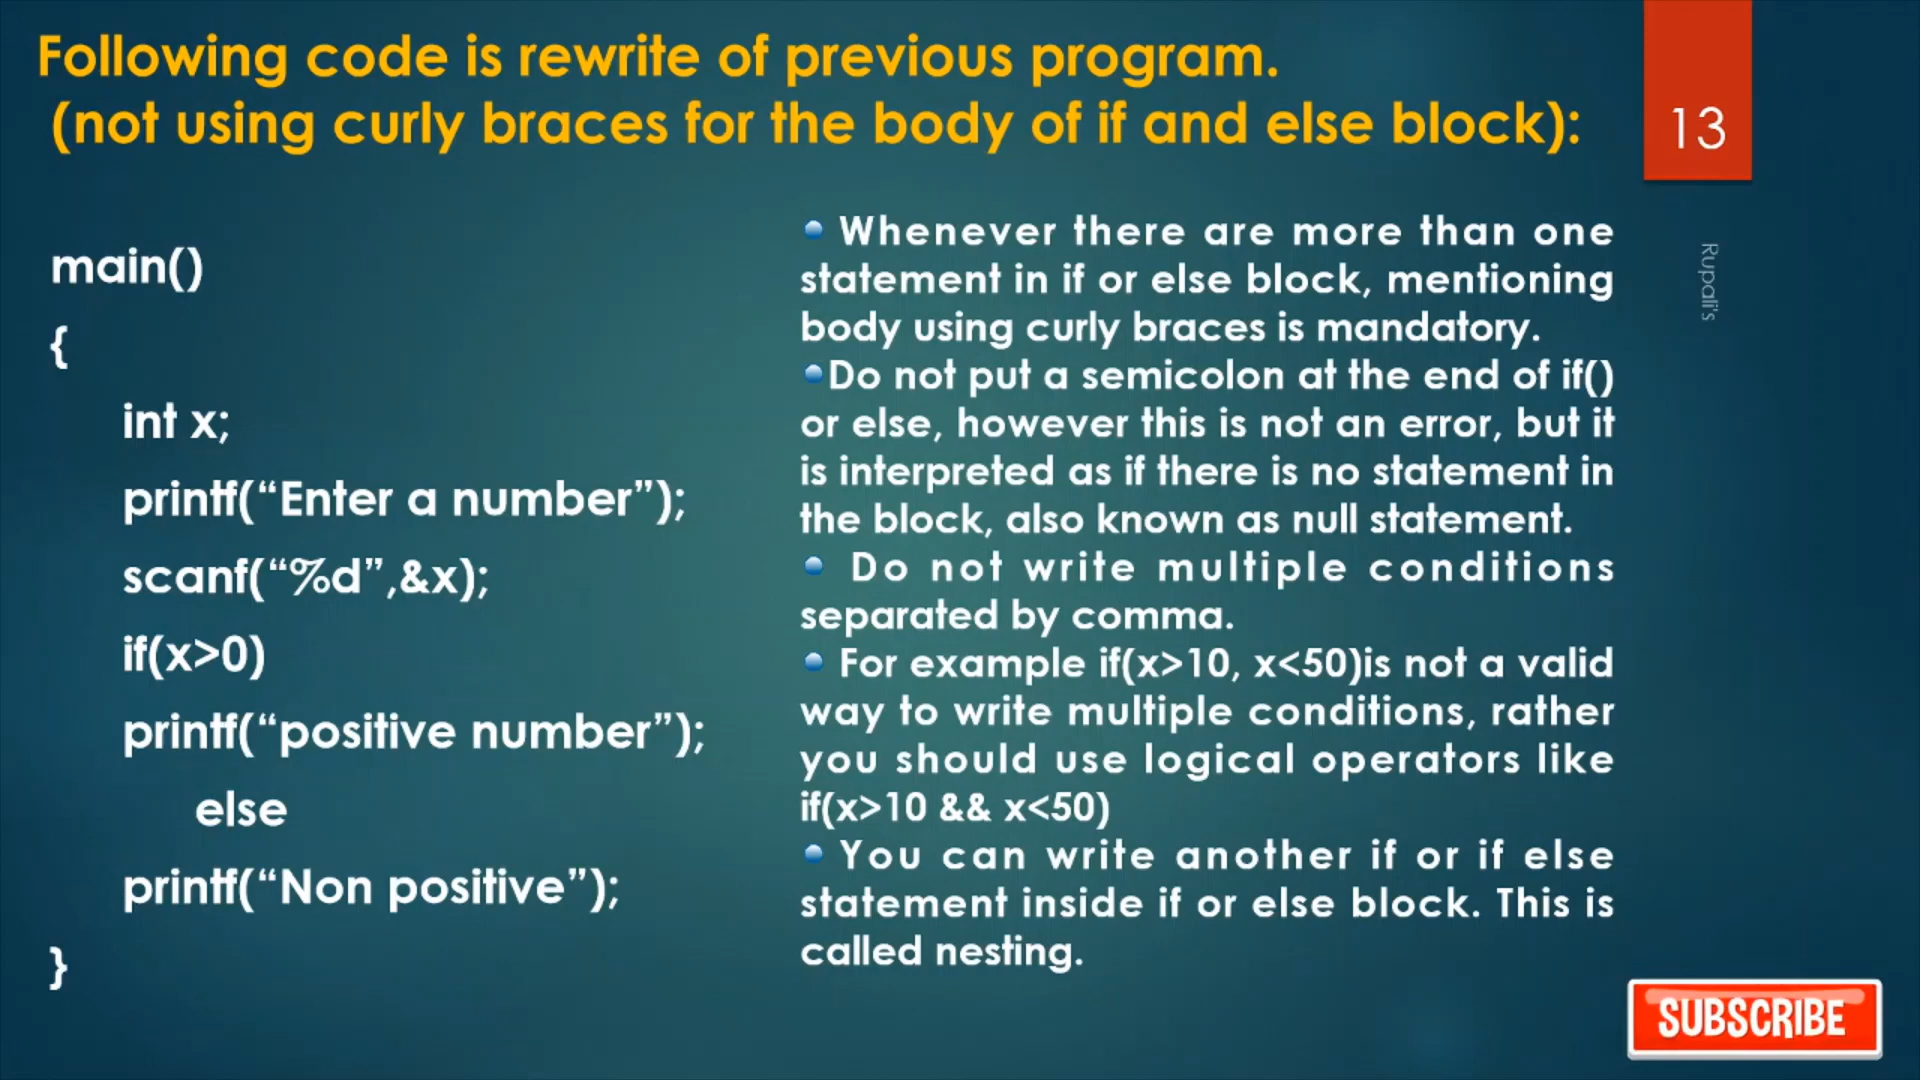 Following code is rewrite of previous program.
(not using curly braces for the body of if and else block):
13
Rupali's
main()
{
int x;
printf(“Enter a number”);
scanf(“%d”,&x);
if(x>0)
printf(“positive number”);
else
printf(“Non positive”);
}
Whenever there are more than one
statement in if or else block, mentioning
body using curly braces is mandatory.
Do not put a semicolon at the end of if()
or else, however this is not an error, but it
is interpreted as if there is no statement in
the block, also known as null statement.
Do not write multiple conditions
separated by comma.
For example if(x>10, x<50)is not a valid
way to write multiple conditions, rather
you should use logical operators like
if(x>10 && x<50)
You can write another if or if else
statement inside if or else block. This is
called nesting.
SUBSCRIBE